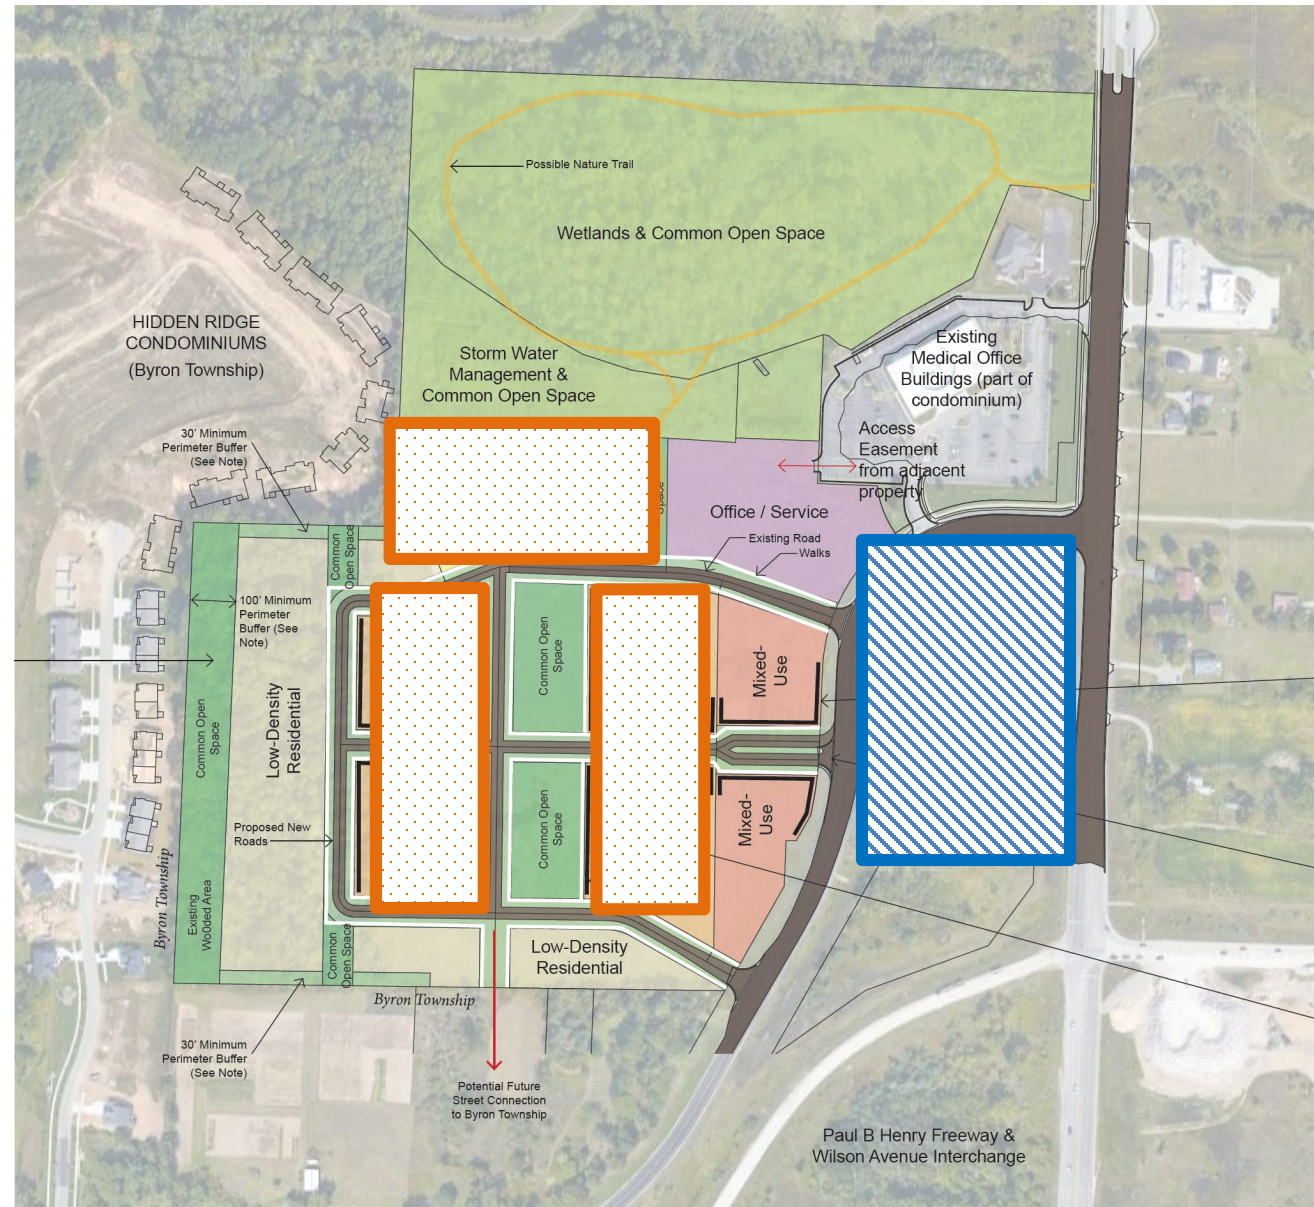 Possible Nature Trail
Wetlands & Common Open Space
HIDDEN RIDGE
CONDOMINIUMS
(Byron Township)
Storm Water
Management &
Common Open Space
Existing
Medical Office
Buildings (part of
condominium)
30' Minimum
Perimeter Buffer
(See Note)
Access
Easement
from adjacent
property
Space
Office / Service
Existing Road
Walks
Common
Open Space
100' Minimum
Perimeter
Buffer (See
Note)
Common Open
Space
Mixed-
Use
Low-Density
Residential
Common Open
Space
Proposed New
Roads
Common Open
Space
Mixed-
Use
Byron Township
Existing
Wo0ded Area
Common
Open Space
Low-Density
Residential
Byron Township
30' Minimum
Perimeter Buffer
(See Note)
Potential Future
Street Connection
to Byron Township
Paul B Henry Freeway &
Wilson Avenue Interchange